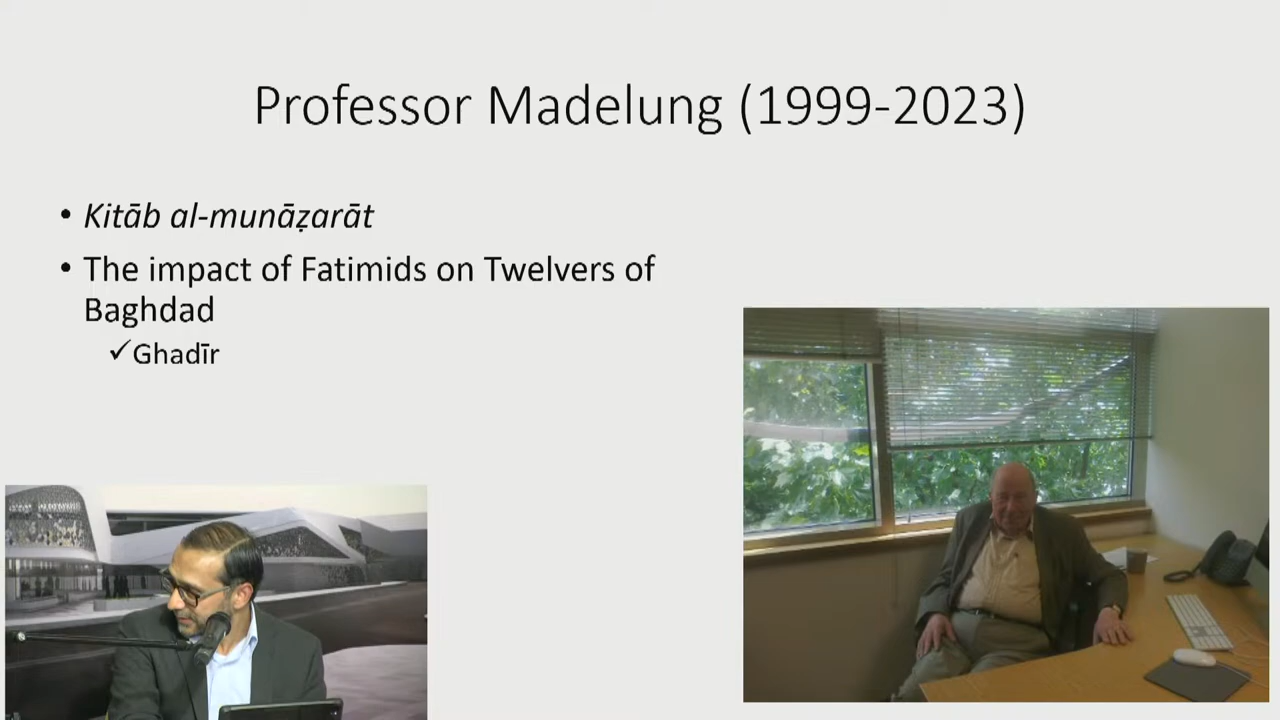 Professor Madelung (1999-2023)
• Kitāb al-munāẓarāt
• The impact of Fatimids on Twelvers of
Baghdad
✓Ghadīr